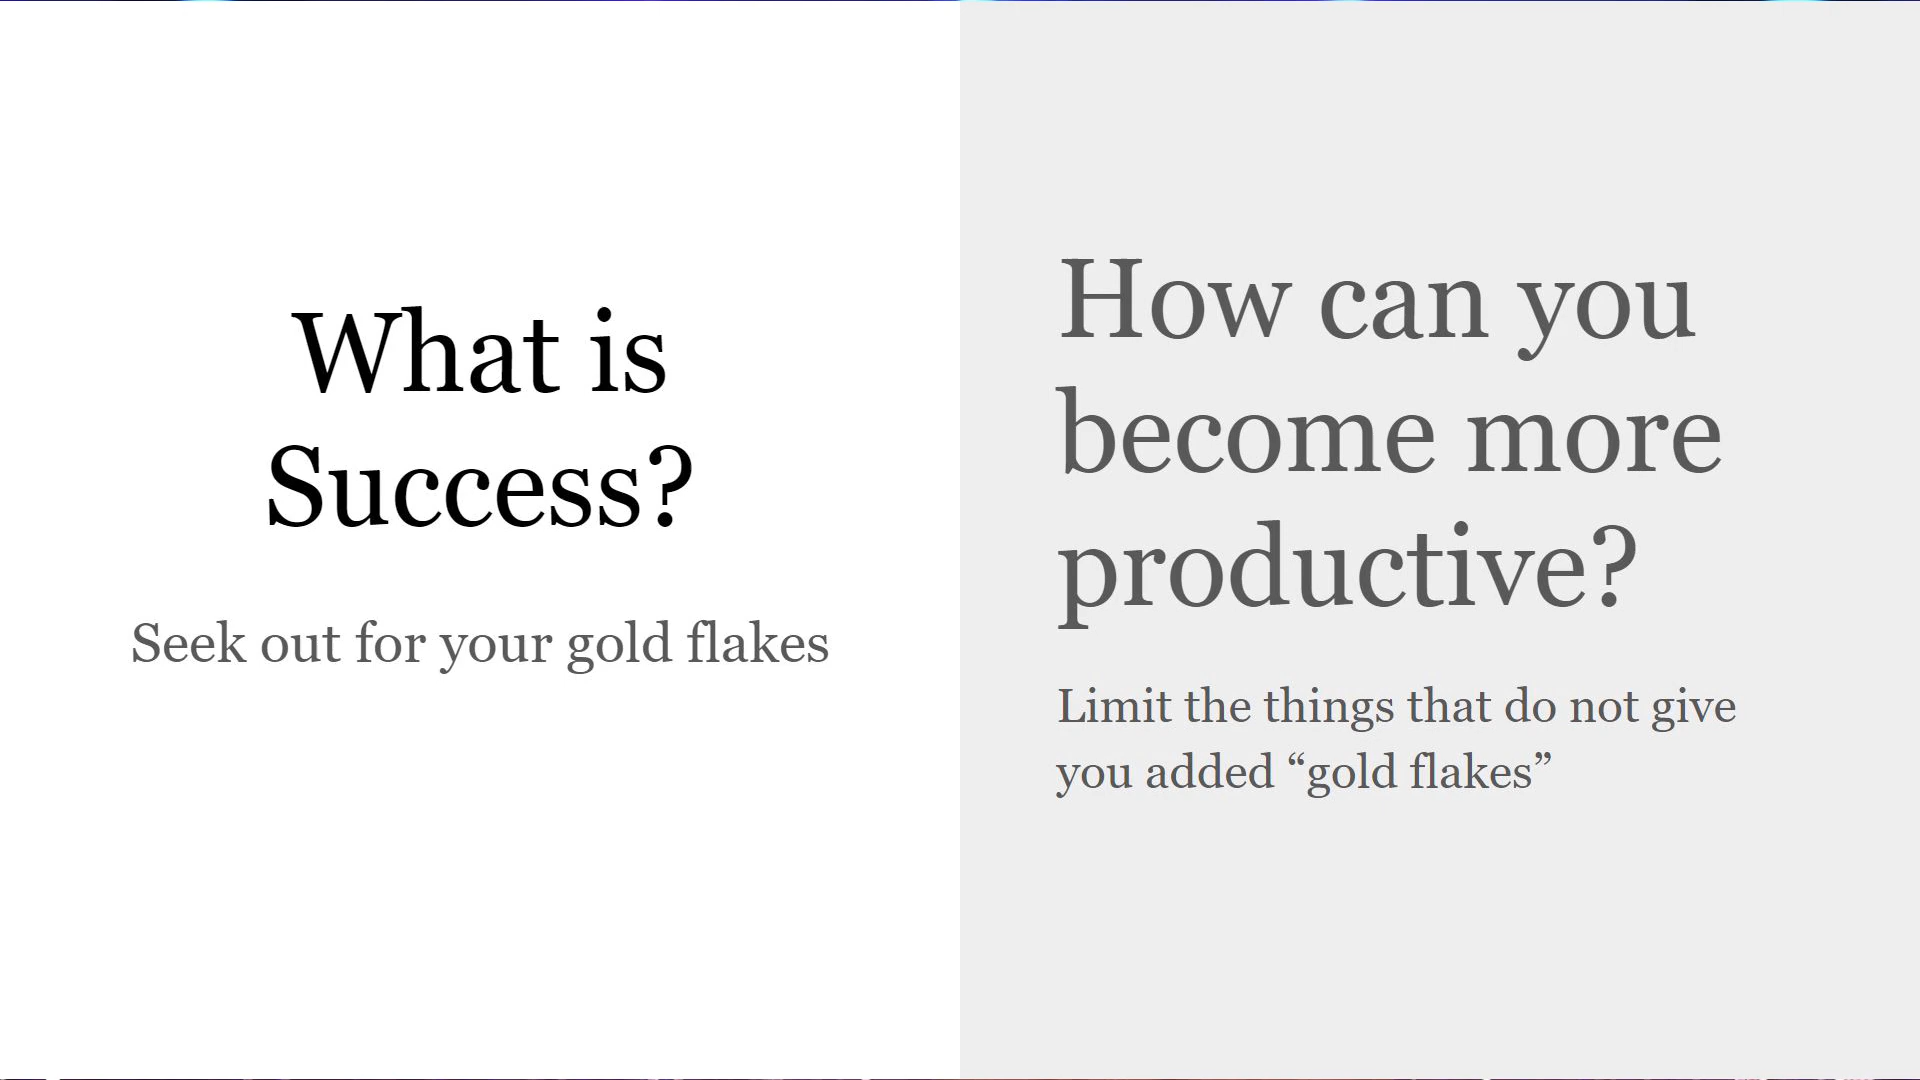 What is
Success?
Seek out for your gold flakes
How can you
become more
productive?
Limit the things that do not give
you added “gold flakes”